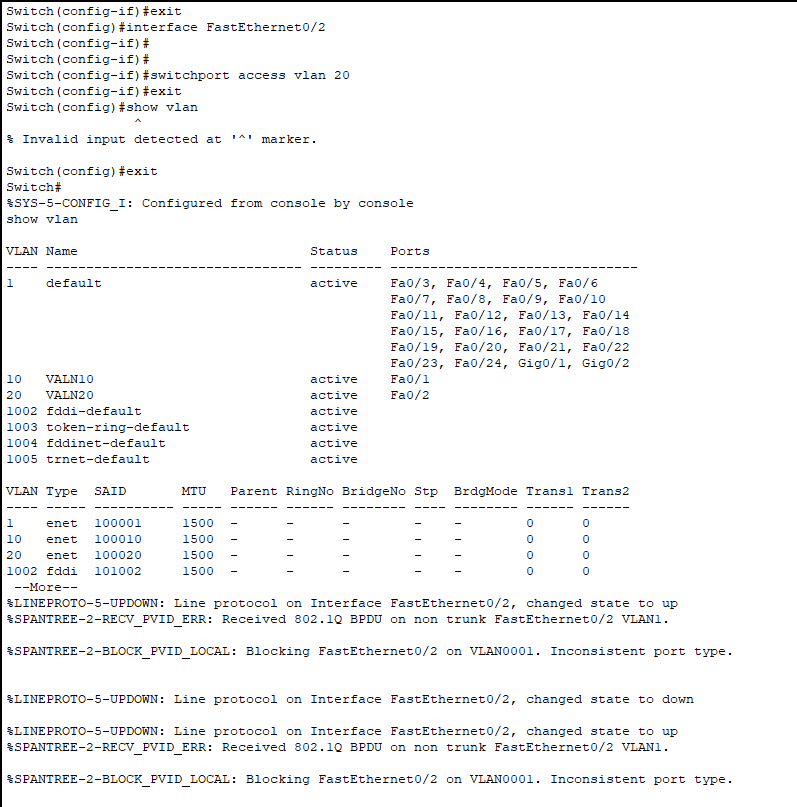 Switch(config-if)#exit
Switch(config)#interface FastEthernet0/2
Switch(config-if)#
Switch(config-if)#
Switch(config-if)#switchport access vlan 20
Switch(config-if)#exit
Switch(config)#show vlan
^
% Invalid input detected at '^' marker.
Switch(config)#exit
Switch#
%SYS-5-CONFIG_I: Configured from console by console
show vlan
VLAN Name                             Status    Ports
---- -------------------------------- --------- -------------------------------
1    default                          active    Fa0/3, Fa0/4, Fa0/5, Fa0/6
                                                Fa0/7, Fa0/8, Fa0/9, Fa0/10
                                                Fa0/11, Fa0/12, Fa0/13, Fa0/14
                                                Fa0/15, Fa0/16, Fa0/17, Fa0/18
                                                Fa0/19, Fa0/20, Fa0/21, Fa0/22
                                                Fa0/23, Fa0/24, Gig0/1, Gig0/2
10   VALN10                           active    Fa0/1
20   VALN20                           active    Fa0/2
1002 fddi-default                     active
1003 token-ring-default               active
1004 fddinet-default                  active
1005 trnet-default                    active
VLAN Type  SAID       MTU   Parent RingNo BridgeNo Stp  BrdgMode Trans1 Trans2
---- ----- ---------- ----- ------ ------ -------- ---- -------- ------ ------
1    enet  100001     1500  -      -      -        -    -        0      0
10   enet  100010     1500  -      -      -        -    -        0      0
20   enet  100020     1500  -      -      -        -    -        0      0
1002 fddi  101002     1500  -      -      -        -    -        0      0
--More--
%LINEPROTO-5-UPDOWN: Line protocol on Interface FastEthernet0/2, changed state to up
%SPANTREE-2-RECV_PVID_ERR: Received 802.1Q BPDU on non trunk FastEthernet0/2 VLAN1.
%SPANTREE-2-BLOCK_PVID_LOCAL: Blocking FastEthernet0/2 on VLAN0001. Inconsistent port type.
%LINEPROTO-5-UPDOWN: Line protocol on Interface FastEthernet0/2, changed state to down
%LINEPROTO-5-UPDOWN: Line protocol on Interface FastEthernet0/2, changed state to up
%SPANTREE-2-RECV_PVID_ERR: Received 802.1Q BPDU on non trunk FastEthernet0/2 VLAN1.
%SPANTREE-2-BLOCK_PVID_LOCAL: Blocking FastEthernet0/2 on VLAN0001. Inconsistent port type.